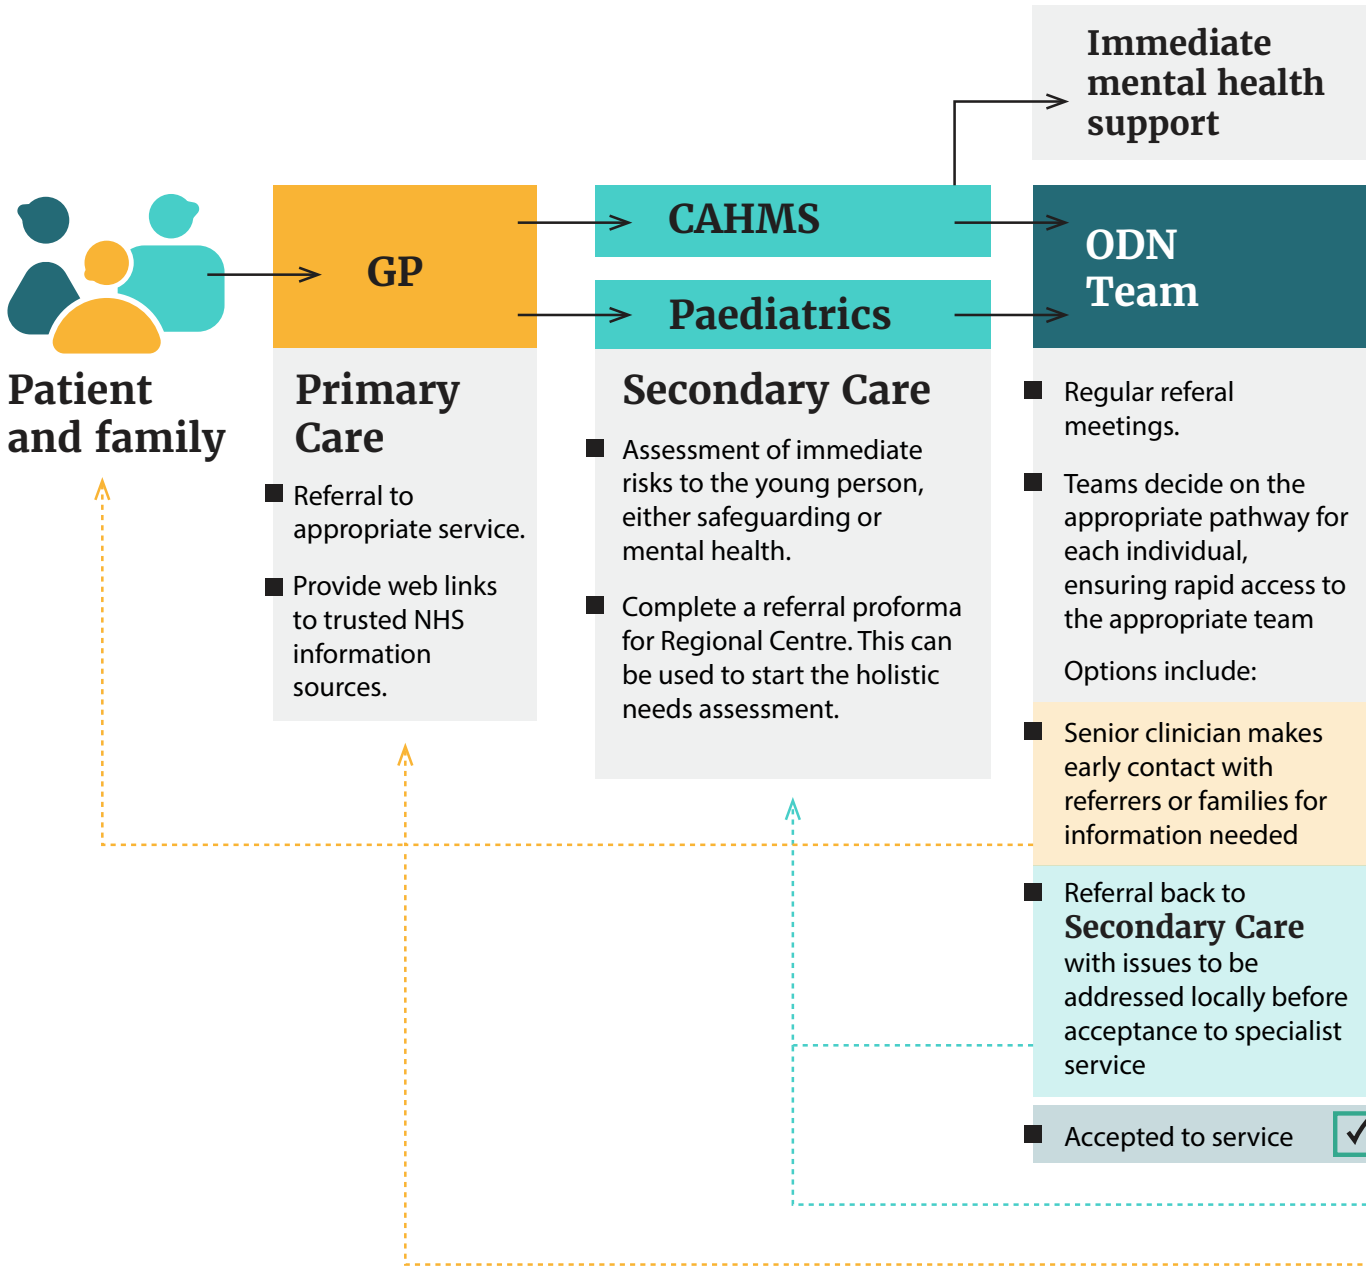 Immediate
mental health
support
Patient
and family
GP
Primary
Care
Referral to
appropriate service.
Provide web links
to trusted NHS
information
sources.
CAHMS
Paediatrics
Secondary Care
Assessment of immediate
risks to the young person,
either safeguarding or
mental health.
Complete a referral proforma
for Regional Centre. This can
be used to start the holistic
needs assessment.
ODN
Team
Regular referal
meetings.
Teams decide on the
appropriate pathway for
each individual,
ensuring rapid access to
the appropriate team
Options include:
Senior clinician makes
early contact with
referrers or families for
information needed
Referral back to
Secondary Care
with issues to be
addressed locally before
acceptance to specialist
service
Accepted to service